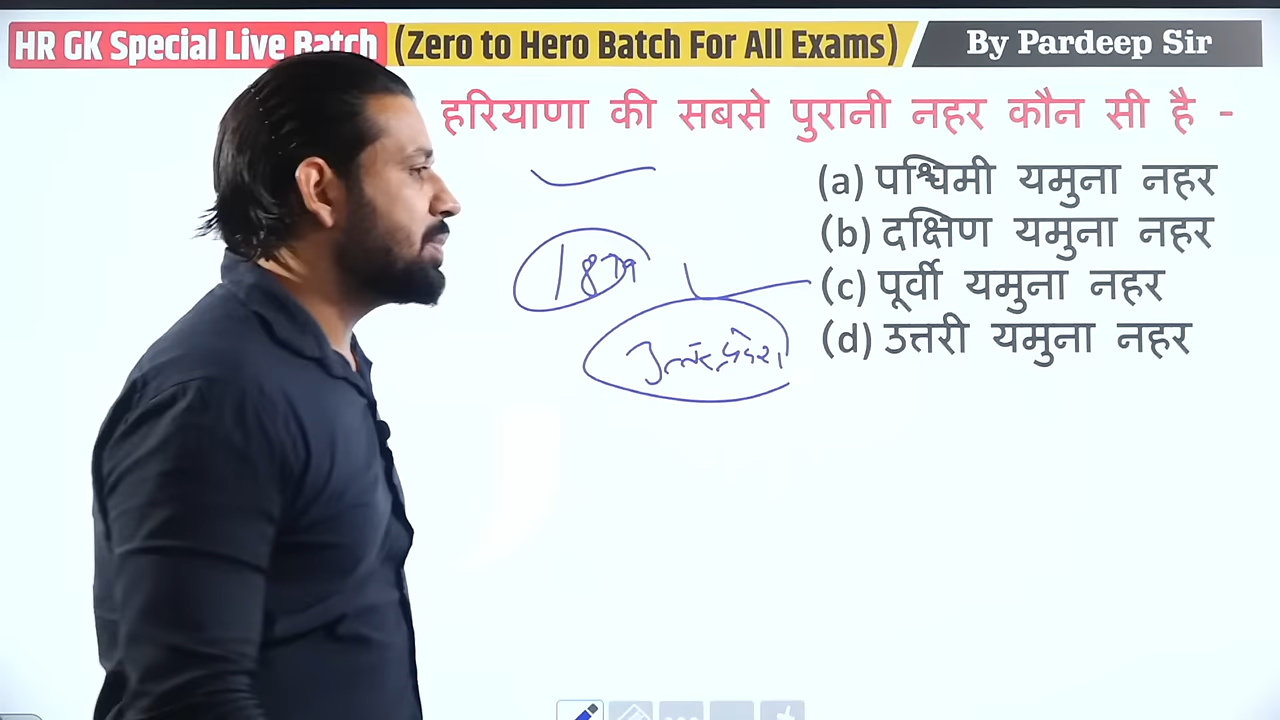 HR GK Special Live Batch (Zero to Hero Batch For All Exams) By Pardeep Sir
हरियाणा की सबसे पुरानी नहर कौन सी है -
(a) पश्चिमी यमुना नहर
(b) दक्षिण यमुना नहर
(c) पूर्वी यमुना नहर
(d) उत्तरी यमुना नहर